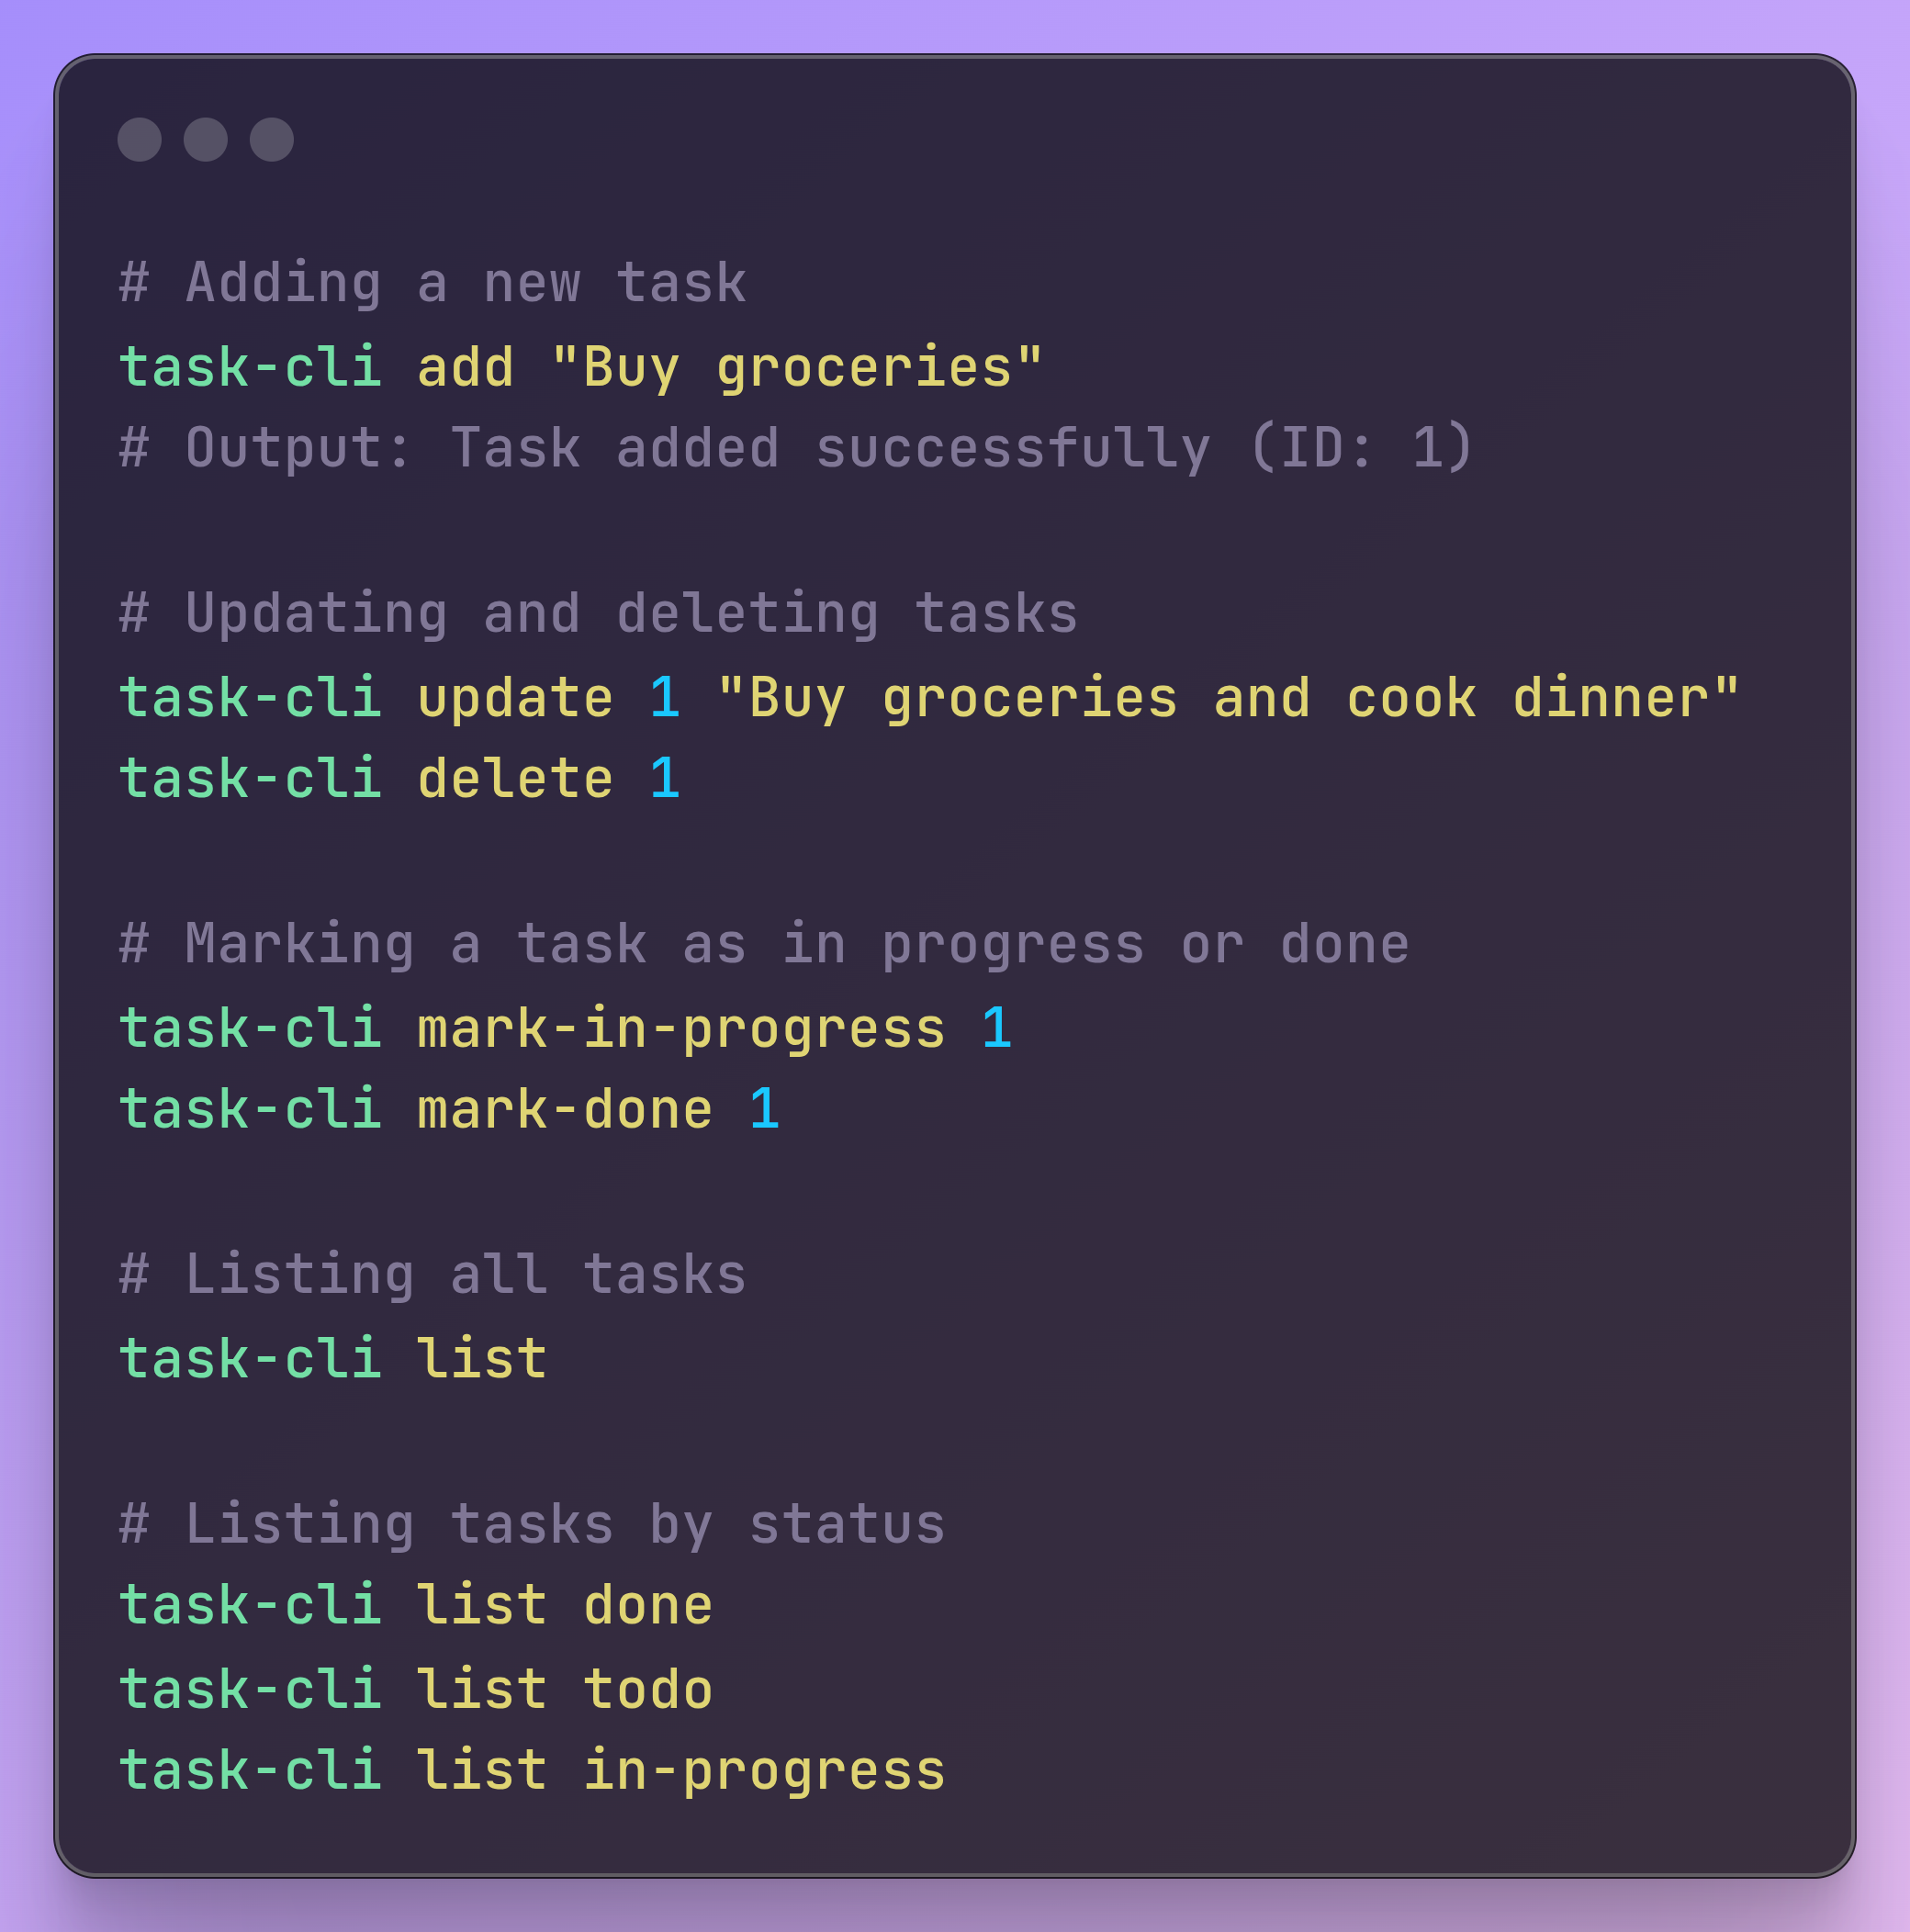 # Adding a new task
task-cli add "Buy groceries"
# Output: Task added successfully (ID: 1)
# Updating and deleting tasks
task-cli update 1 "Buy groceries and cook dinner"
task-cli delete 1
# Marking a task as in progress or done
task-cli mark-in-progress 1
task-cli mark-done 1
# Listing all tasks
task-cli list
# Listing tasks by status
task-cli list done
task-cli list todo
task-cli list in-progress